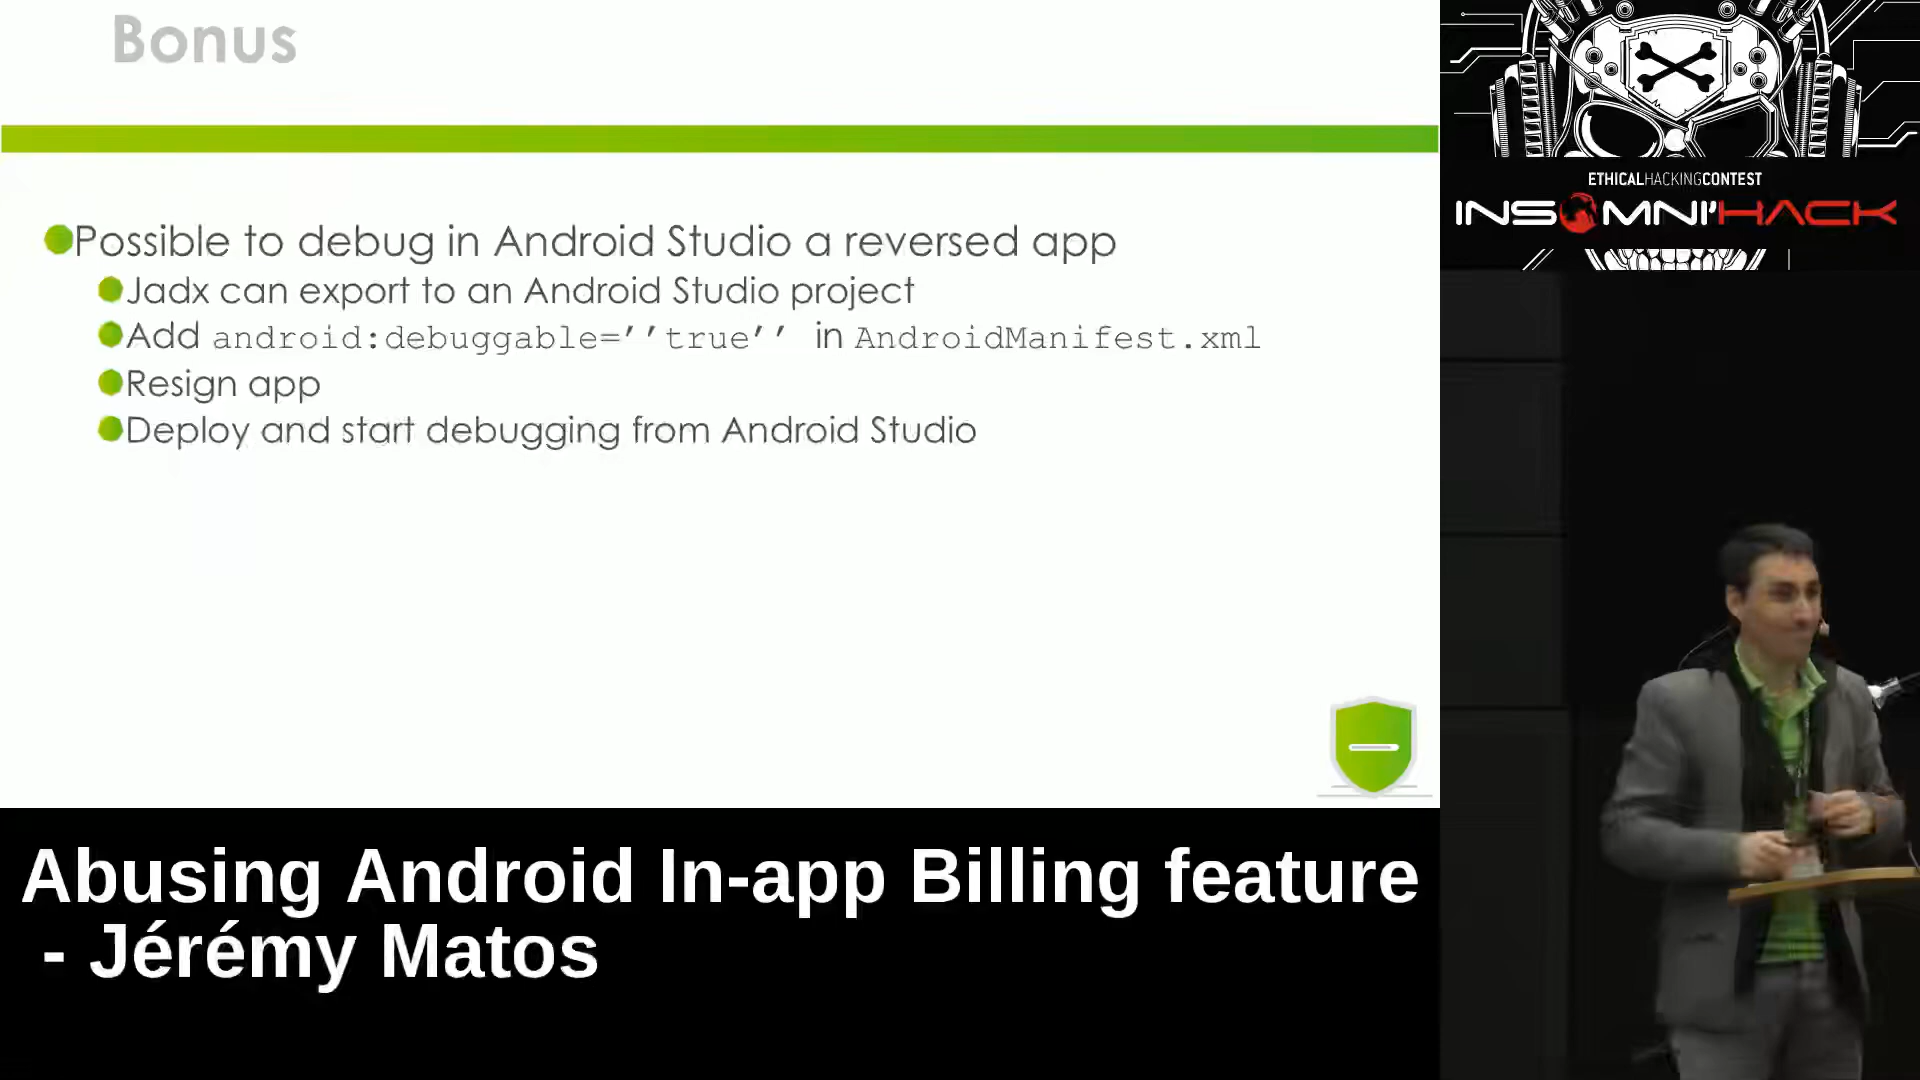 Bonus
Possible to debug in Android Studio a reversed app
Jadx can export to an Android Studio project
Add android:debuggable=’’true’’ in AndroidManifest.xml
Resign app
Deploy and start debugging from Android Studio
ETHICALHACKINGCONTEST
INSOMNI'HACK
Abusing Android In-app Billing feature
- Jérémy Matos